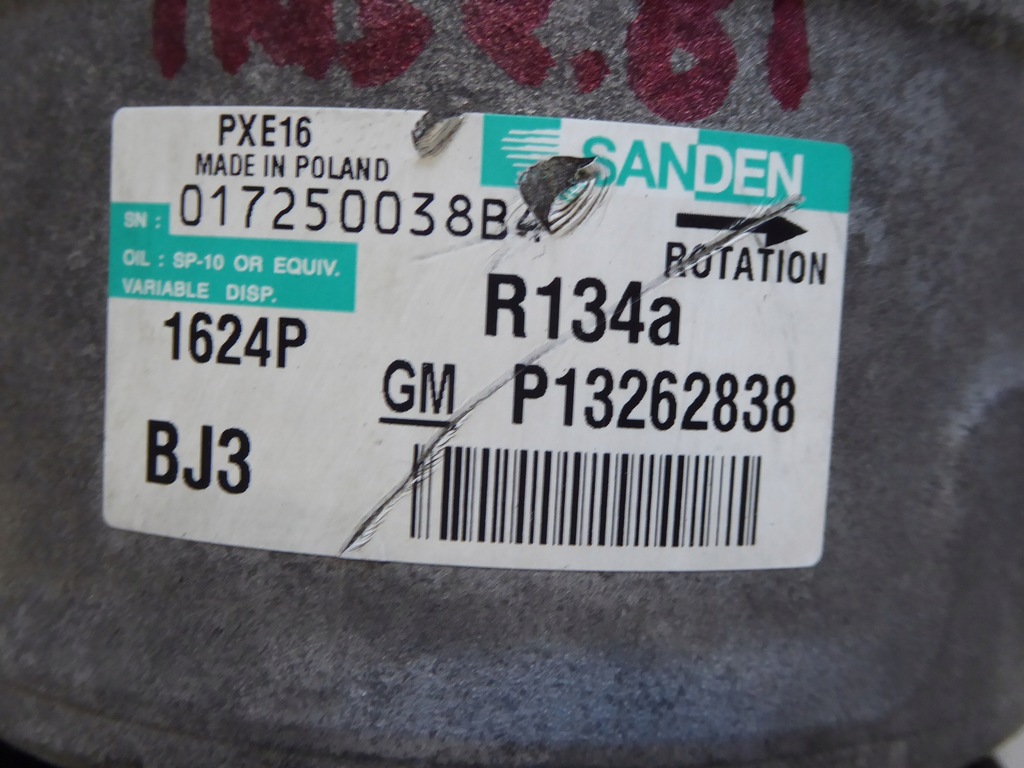 PXE16
MADE IN POLAND
SANDEN
SN : 017250038B4
ROTATION
OIL : SP-10 OR EQUIV.
VARIABLE DISP.
R134a
1624P
GM P13262838
BJ3